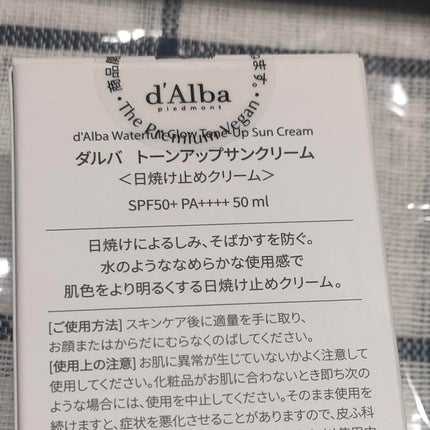 d'Alba
piedmont
The Premium Vegan
d'Alba Waterfull Glow Tone-Up Sun Cream
ダルバ トーンアップサンクリーム
＜日焼け止めクリーム＞
SPF50+ PA++++ 50 ml
日焼けによるしみ、そばかすを防ぐ。
水のようななめらかな使用感で
肌色をより明るくする日焼け止めクリーム。
[ご使用方法] スキンケア後に適量を手に取り、
お顔またはからだにむらなくのばしてください。
[使用上の注意] お肌に異常が生じていないかよく注意して
使用してください。化粧品がお肌に合わないとき即ち次の
ような場合には、使用を中止してください。そのまま使用を
続けますと、症状を悪化させることがありますので、皮ふ科